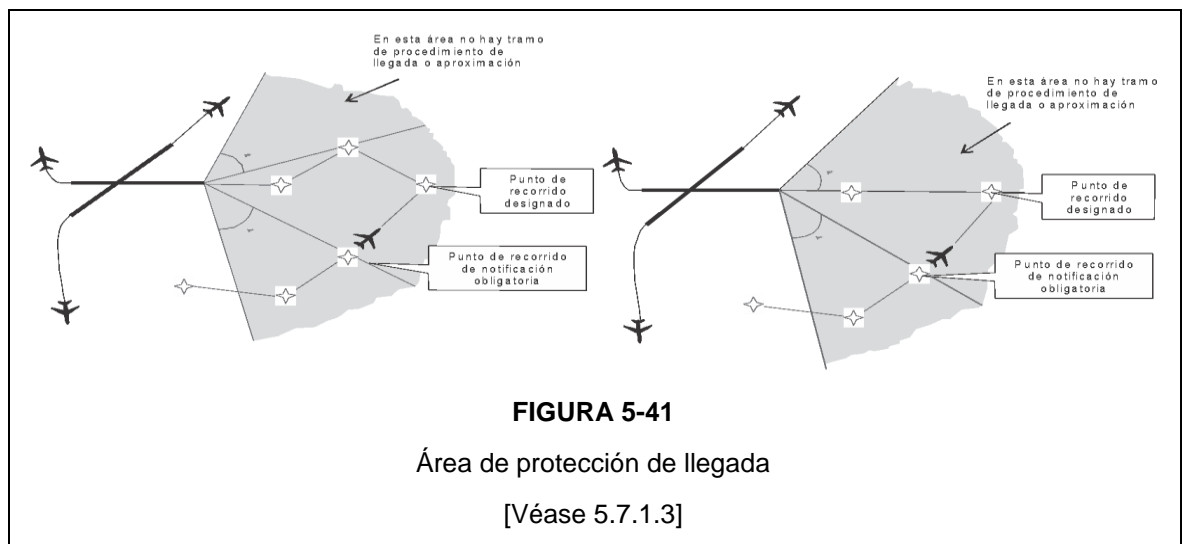 En esta área no hay tramo
de procedimiento de
llegada o aproximación
Punto de
recorrido
designado
Punto de recorrido
de notificación
obligatoria
En esta área no hay tramo
de procedimiento de
llegada o aproximación
Punto de
recorrido
designado
Punto de recorrido
de notificación
obligatoria
FIGURA 5-41
Área de protección de llegada
[Véase 5.7.1.3]